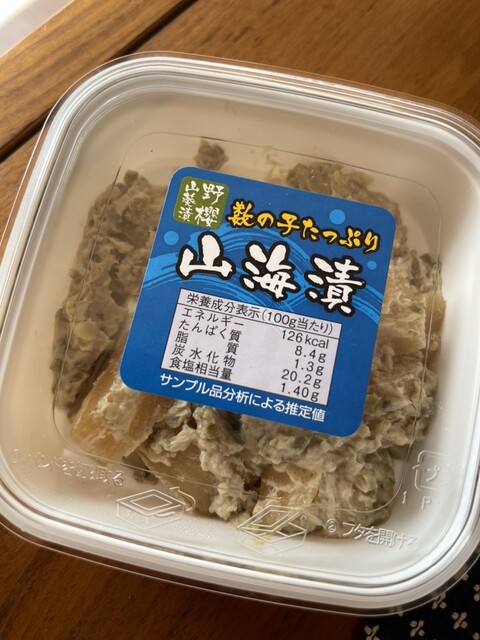 野櫻
山葵漬
数の子たっぷり
山海漬
栄養成分表示(100g当たり)
エネルギー 126kcal
たんぱく質 8.4g
脂質 1.3g
炭水化物 20.2g
食塩相当量 1.40g
サンプル品分析による推定値
フタを開け
プ